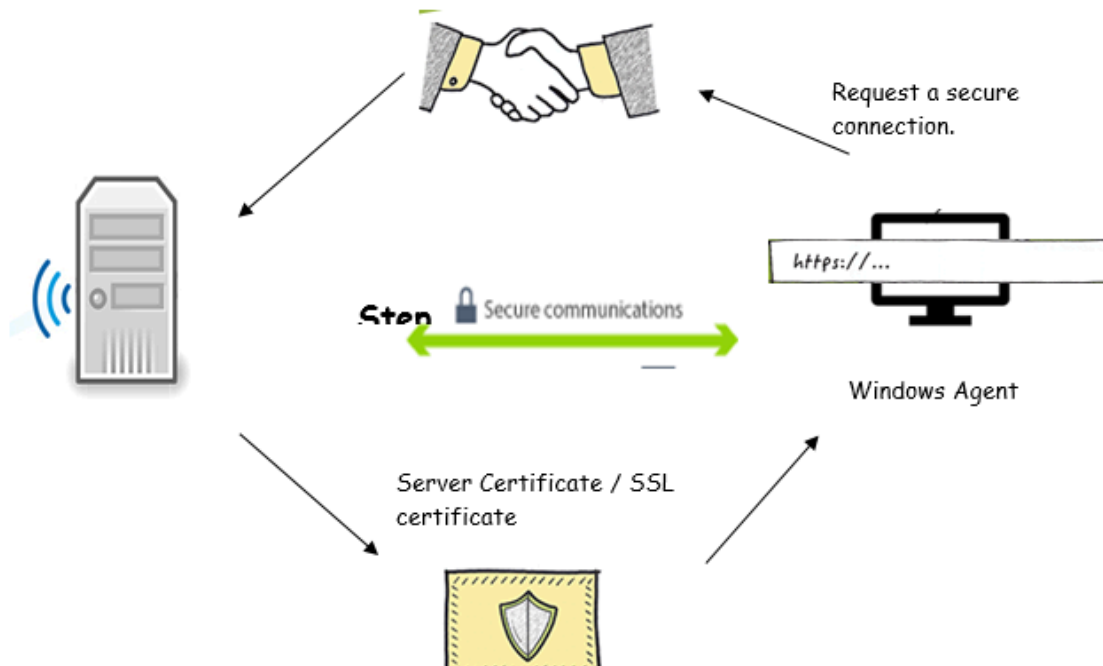 Request a secure
connection.
https://...
Step
Secure communications
Windows Agent
Server Certificate / SSL
certificate